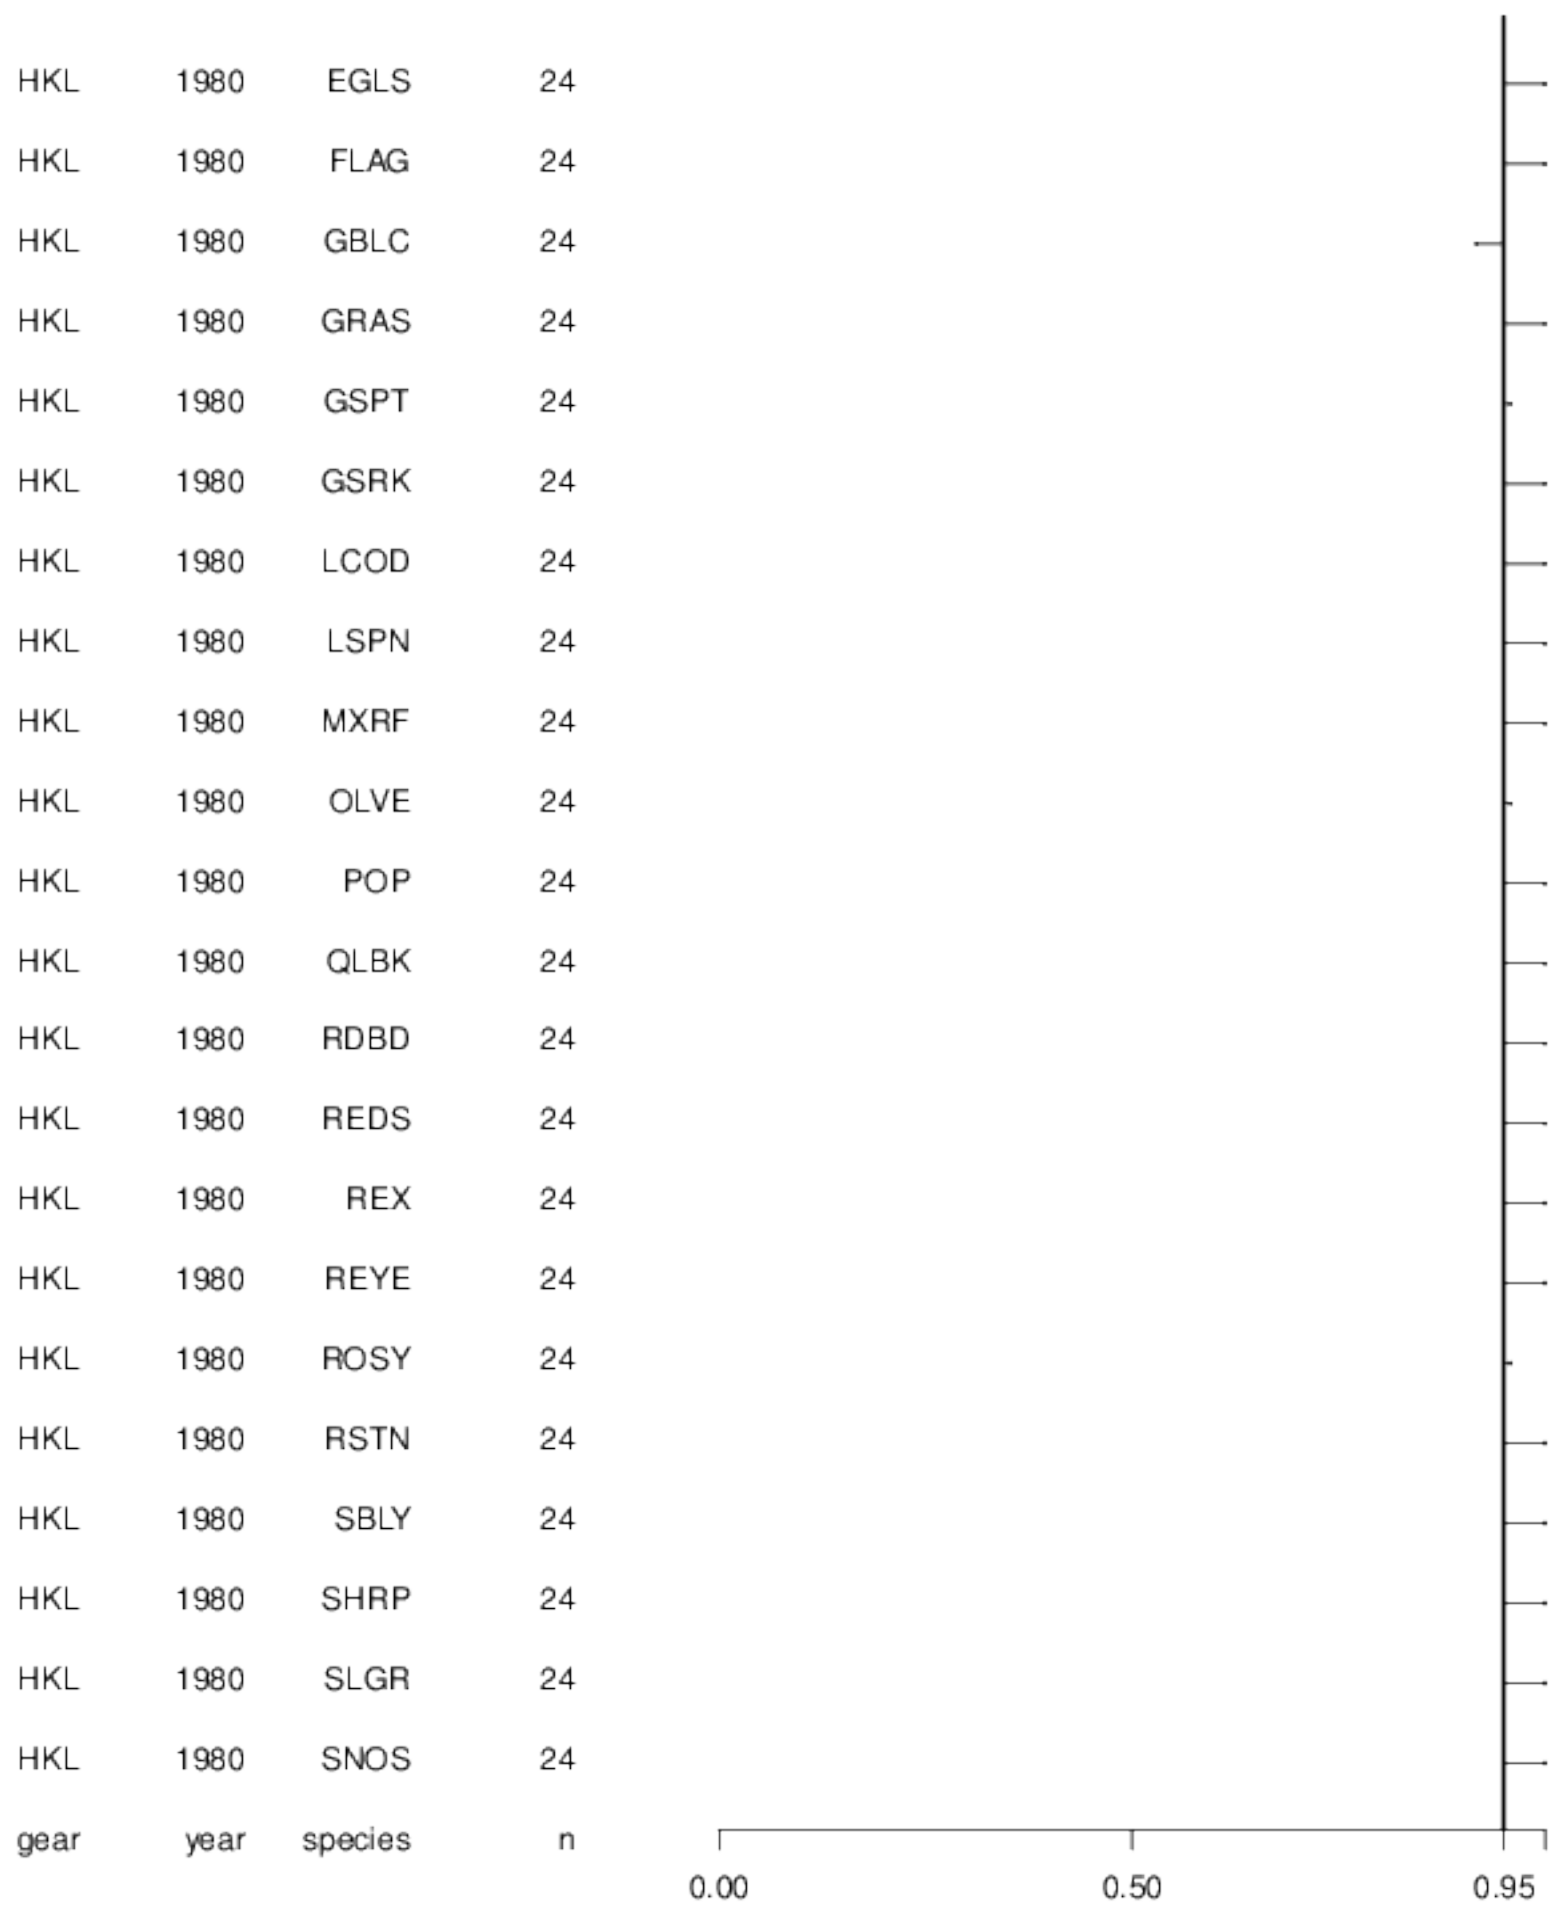 HKL 1980 EGLS 24
HKL 1980 FLAG 24
HKL 1980 GBLC 24
HKL 1980 GRAS 24
HKL 1980 GSPT 24
HKL 1980 GSRK 24
HKL 1980 LCOD 24
HKL 1980 LSPN 24
HKL 1980 MXRF 24
HKL 1980 OLVE 24
HKL 1980 POP 24
HKL 1980 QLBK 24
HKL 1980 RDBD 24
HKL 1980 REDS 24
HKL 1980 REX 24
HKL 1980 REYE 24
HKL 1980 ROSY 24
HKL 1980 RSTN 24
HKL 1980 SBLY 24
HKL 1980 SHRP 24
HKL 1980 SLGR 24
HKL 1980 SNOS 24
gear year species n
0.00 0.50 0.95